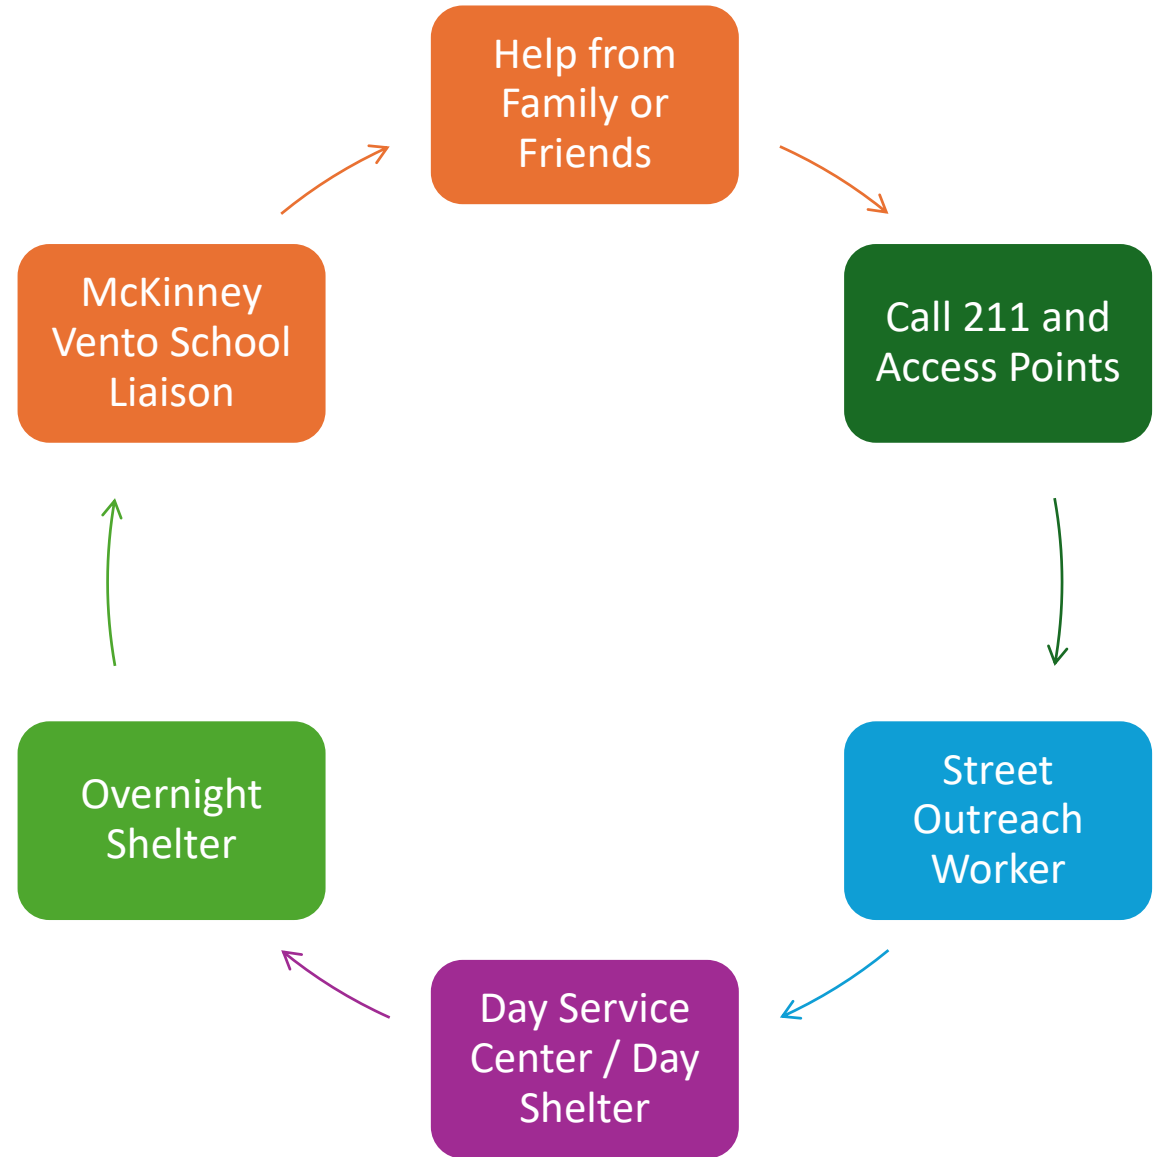 Help from
Family or
Friends
Call 211 and
Access Points
Street
Outreach
Worker
Day Service
Center / Day
Shelter
Overnight
Shelter
McKinney
Vento School
Liaison